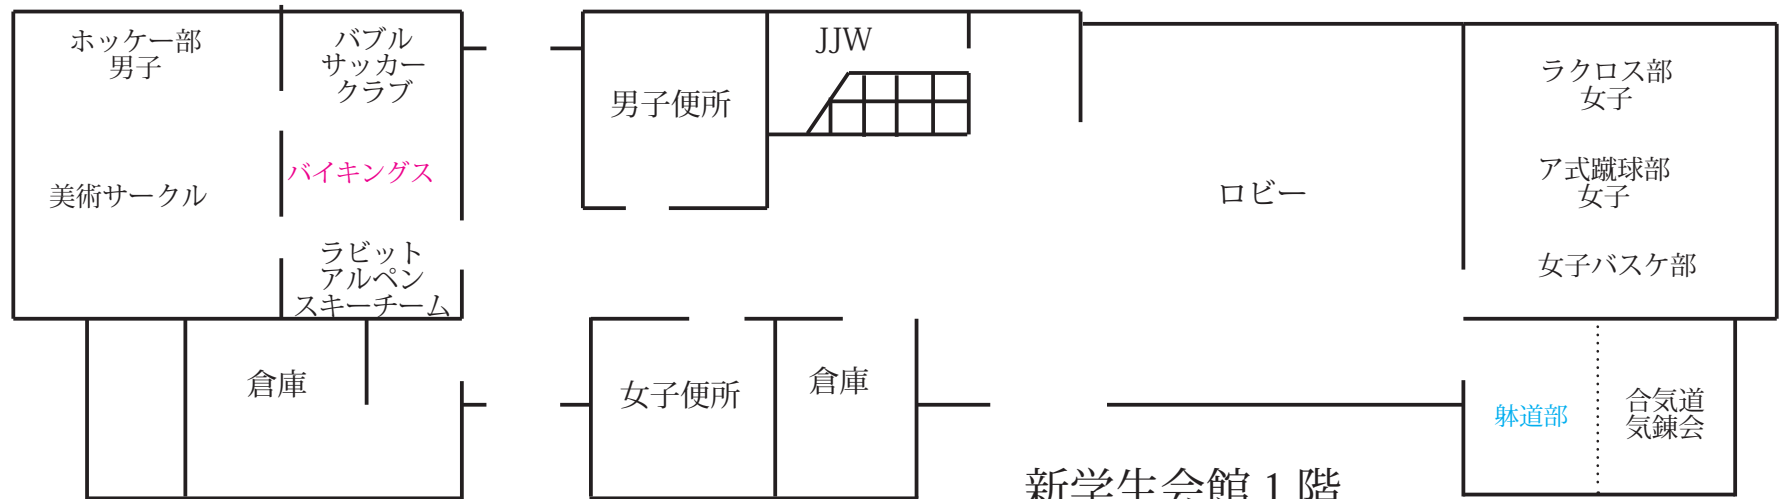 ホッケー部
男子
バブル
サッカー
クラブ
美術サークル
バイキングス
ラビット
アルペン
スキーチーム
倉庫
男子便所
JJW
女子便所
倉庫
ロビー
ラクロス部
女子
ア式蹴球部
女子
女子バスケ部
躰道部
合気道
気錬会
新学生会館1階